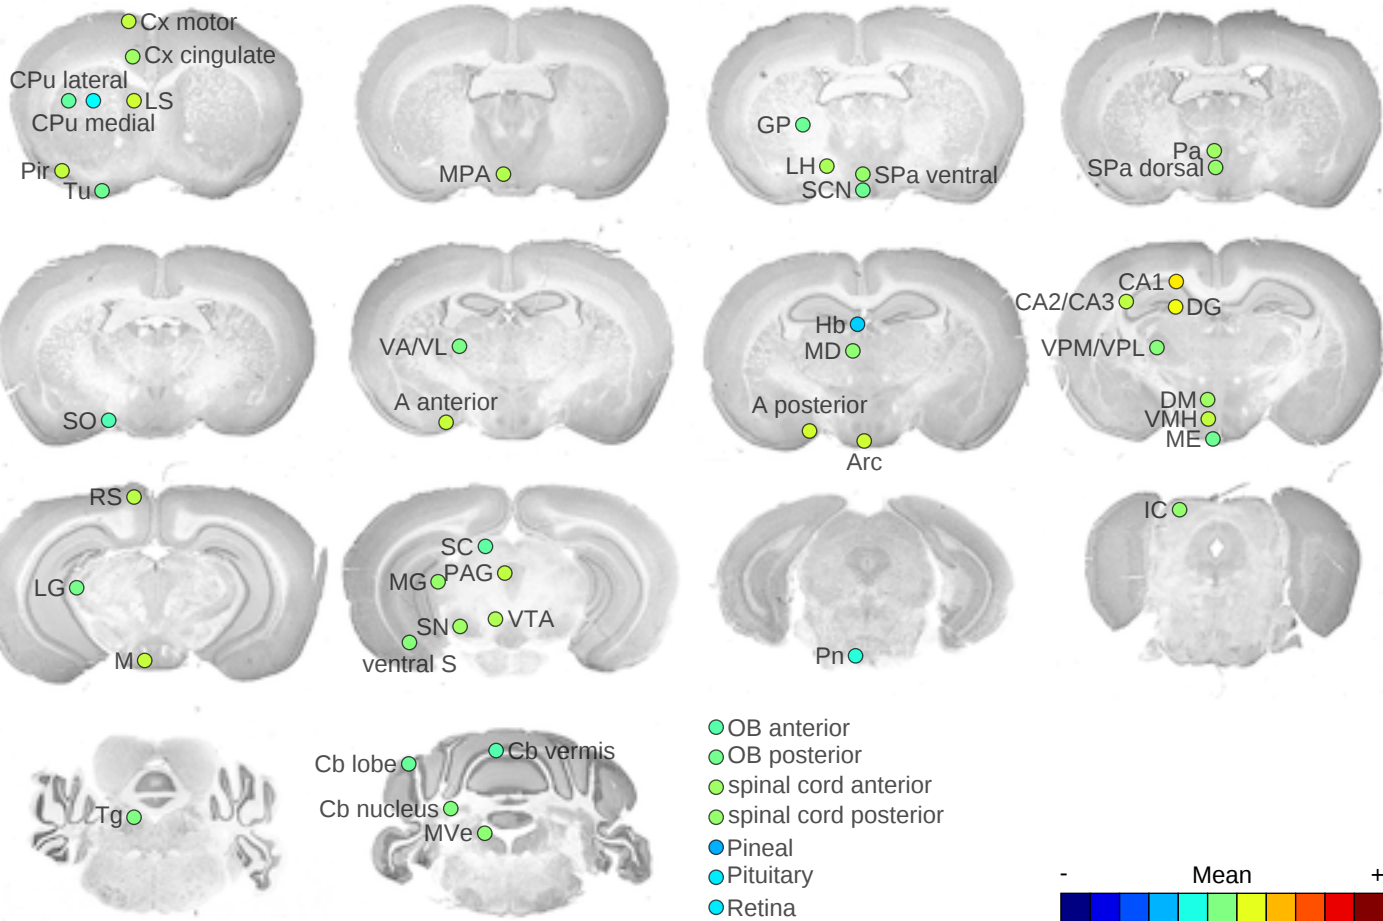 Cx motor
Cx cingulate
CPu lateral
LS
CPu medial
Pir
Tu
MPA
GP
LH
SPa ventral
SCN
Pa
SPa dorsal
SO
VA/VL
A anterior
Hb
MD
A posterior
Arc
CA1
CA2/CA3
DG
VPM/VPL
DM
VMH
ME
RS
LG
M
SC
MG
PAG
SN
VTA
ventral S
Pn
IC
Tg
Cb lobe
Cb vermis
Cb nucleus
MVe
OB anterior
OB posterior
spinal cord anterior
spinal cord posterior
Pineal
Pituitary
Retina
- Mean +